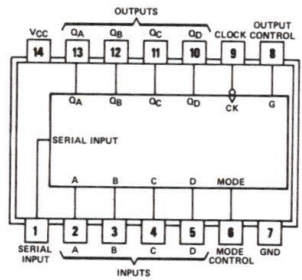 OUTPUTS
VCC QA QB QC QD CLOCK OUTPUT CONTROL
14 13 12 11 10 9 8
QA QB QC QD CK G
SERIAL INPUT
A B C D MODE
1 2 3 4 5 6 7
SERIAL INPUT A B C D MODE CONTROL GND
INPUTS